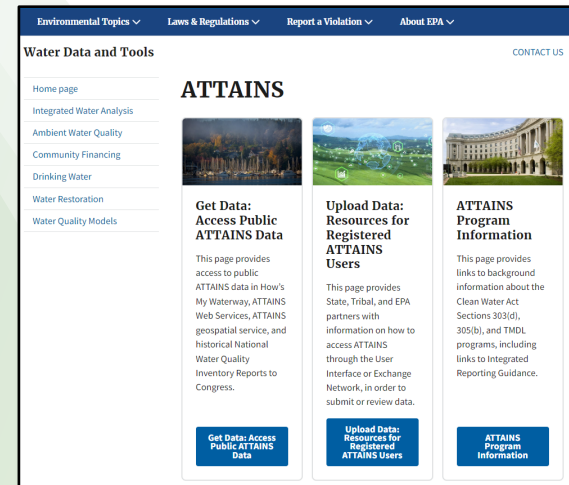 Environmental Topics Laws & Regulations Report a Violation About EPA
Water Data and Tools
CONTACT US
Home page
Integrated Water Analysis
Ambient Water Quality
Community Financing
Drinking Water
Water Restoration
Water Quality Models
ATTAINS
Get Data:
Access Public
ATTAINS Data
This page provides
access to public
ATTAINS data in How's
My Waterway, ATTAINS
Web Services, ATTAINS
geospatial service, and
historical National
Water Quality
Inventory Reports to
Congress.
Get Data: Access
Public ATTAINS
Data
Upload Data:
Resources for
Registered
ATTAINS
Users
This page provides
State, Tribal, and EPA
partners with
information on how to
access ATTAINS
through the User
Interface or Exchange
Network, in order to
submit or review data.
Upload Data:
Resources for
Registered
ATTAINS Users
ATTAINS
Program
Information
This page provides
links to background
information about the
Clean Water Act
Sections 303(d),
305(b), and TMDL
programs, including
links to Integrated
Reporting Guidance.
ATTAINS
Program
Information